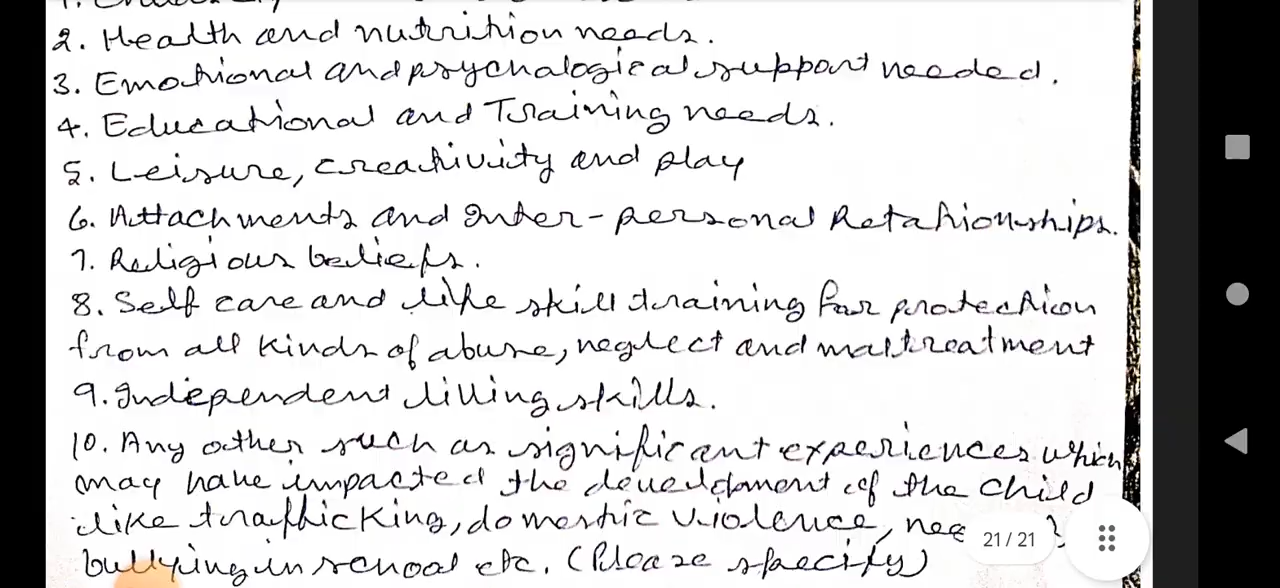 2. Health and nutrition needs.
3. Emotional and psychalogical support needed.
4. Educational and Training needs.
5. Leisure, creativity and play
6. Attachments and Inter-personal Relationships.
7. Religious beliefs.
8. Self care and life skill training for protection
from all kinds of abuse, neglect and maltreatment
9. Independent living skills.
10. Any other such as significant experiences which
may have impacted the development of the child
like trafficking, domestic violence,
bullying in school etc. (Please specify)
21/21